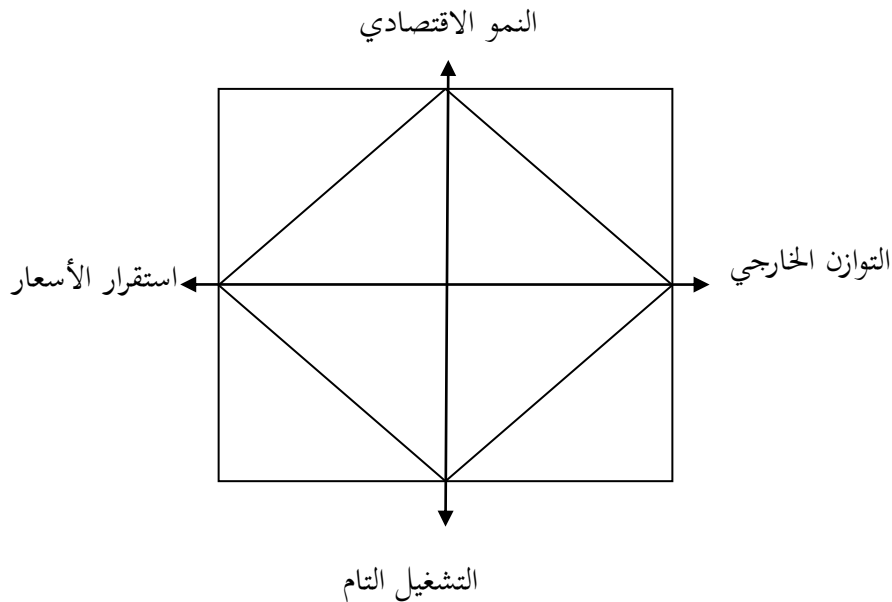 النمو الاقتصادي
التوازن الخارجي
استقرار الأسعار
التشغيل التام